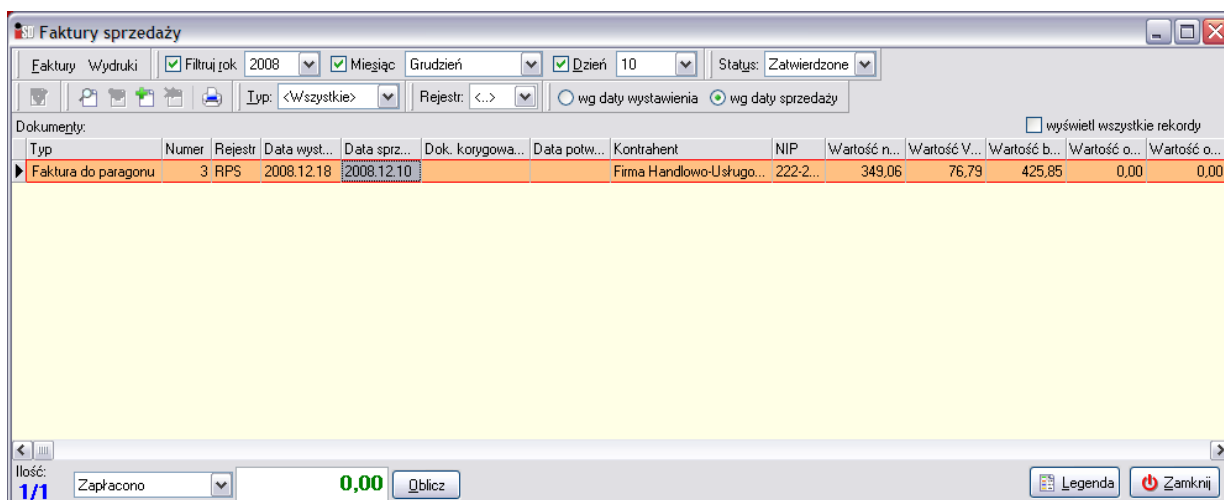 Faktury sprzedaży
Faktury Wydruki Filtruj rok 2008 Miesiąc Grudzień Dzień 10 Status: Zatwierdzone
Typ: <Wszystkie> Rejestr: <..> wg daty wystawienia wg daty sprzedaży
Dokumenty: wyświetl wszystkie rekordy
Typ Numer Rejestr Data wyst... Data sprz... Dok. korygowa... Data potw... Kontrahent NIP Wartość n... Wartość V... Wartość b... Wartość o... Wartość o...
Faktura do paragonu 3 RPS 2008.12.18 2008.12.10 Firma Handlowo-Usługo... 222-2... 349,06 76,79 425,85 0,00 0,00
Ilość:
1/1 Zapłacono 0,00 Oblicz Legenda Zamknij